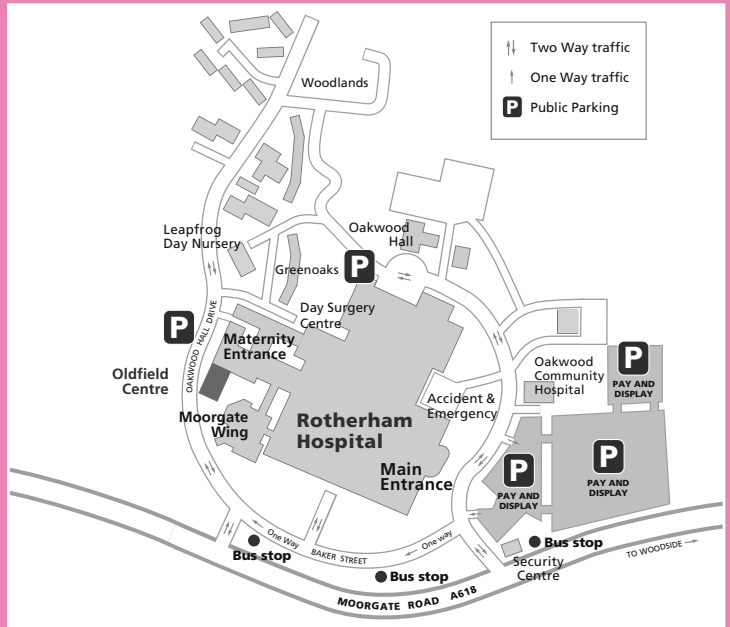 Two Way traffic
One Way traffic
P Public Parking
Woodlands
Leapfrog
Day Nursery
Oakwood
Hall
Greenoaks
P
Day Surgery
Centre
P
OAKWOOD HALL DRIVE
Maternity
Entrance
Oldfield
Centre
Moorgate
Wing
Rotherham
Hospital
Accident &
Emergency
Main
Entrance
Oakwood
Community
Hospital
P
PAY AND
DISPLAY
P
PAY AND
DISPLAY
P
PAY AND
DISPLAY
One Way
BAKER STREET
One way
Bus stop
Bus stop
Bus stop
Security
Centre
TO WOODSIDE
MOORGATE ROAD A618